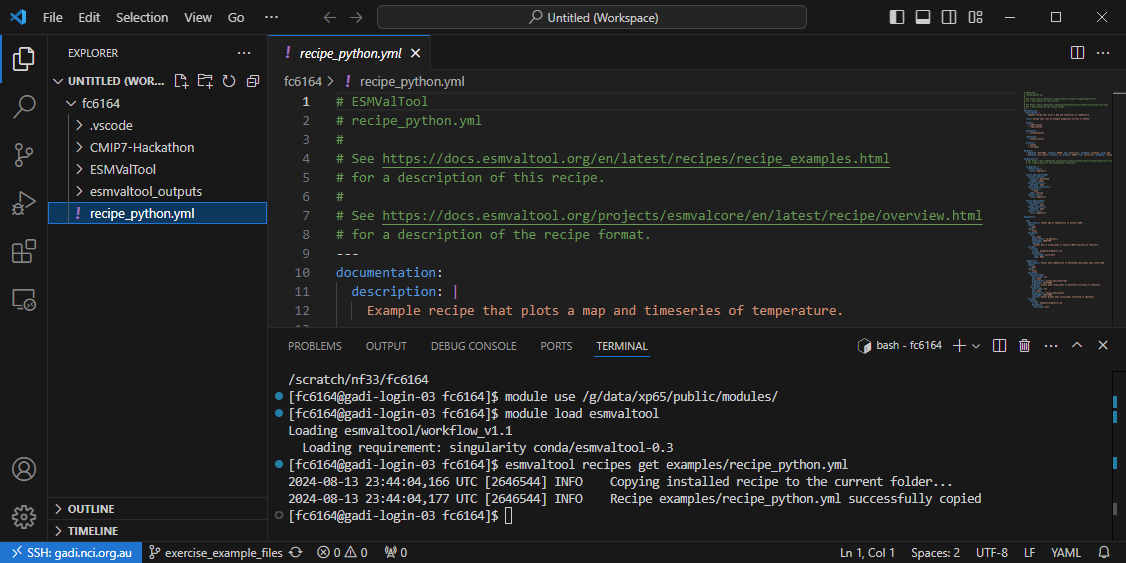 File Edit Selection View Go ··· Untitled (Workspace)
EXPLORER ···
UNTITLED (WOR...
fc6164
.vscode
CMIP7-Hackathon
ESMValTool
esmvaltool_outputs
! recipe_python.yml
OUTLINE
TIMELINE
! recipe_python.yml
fc6164 > ! recipe_python.yml
1 # ESMValTool
2 # recipe_python.yml
3 #
4 # See https://docs.esmvaltool.org/en/latest/recipes/recipe_examples.html
5 # for a description of this recipe.
6 #
7 # See https://docs.esmvaltool.org/projects/esmvalcore/en/latest/recipe/overview.html
8 # for a description of the recipe format.
9 ---
10 documentation:
11 description: |
12 Example recipe that plots a map and timeseries of temperature.
PROBLEMS OUTPUT DEBUG CONSOLE PORTS TERMINAL bash - fc6164
/scratch/nf33/fc6164
[fc6164@gadi-login-03 fc6164]$ module use /g/data/xp65/public/modules/
[fc6164@gadi-login-03 fc6164]$ module load esmvaltool
Loading esmvaltool/workflow_v1.1
Loading requirement: singularity conda/esmvaltool-0.3
[fc6164@gadi-login-03 fc6164]$ esmvaltool recipes get examples/recipe_python.yml
2024-08-13 23:44:04,166 UTC [2646544] INFO Copying installed recipe to the current folder...
2024-08-13 23:44:04,177 UTC [2646544] INFO Recipe examples/recipe_python.yml successfully copied
[fc6164@gadi-login-03 fc6164]$
SSH: gadi.nci.org.au exercise_example_files 0 0 0 Ln 1, Col 1 Spaces: 2 UTF-8 LF YAML